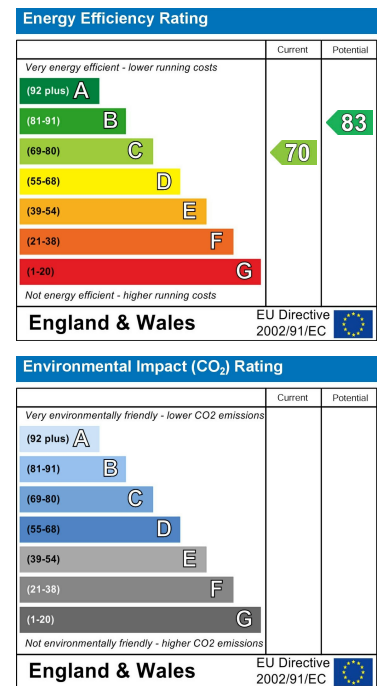 Energy Efficiency Rating
Current Potential
Very energy efficient - lower running costs
(92 plus) A
(81-91) B
83
(69-80) C
70
(55-68) D
(39-54) E
(21-38) F
(1-20) G
Not energy efficient - higher running costs
England & Wales
EU Directive
2002/91/EC
Environmental Impact (CO₂) Rating
Current Potential
Very environmentally friendly - lower CO2 emissions
(92 plus) A
(81-91) B
(69-80) C
(55-68) D
(39-54) E
(21-38) F
(1-20) G
Not environmentally friendly - higher CO2 emissions
England & Wales
EU Directive
2002/91/EC